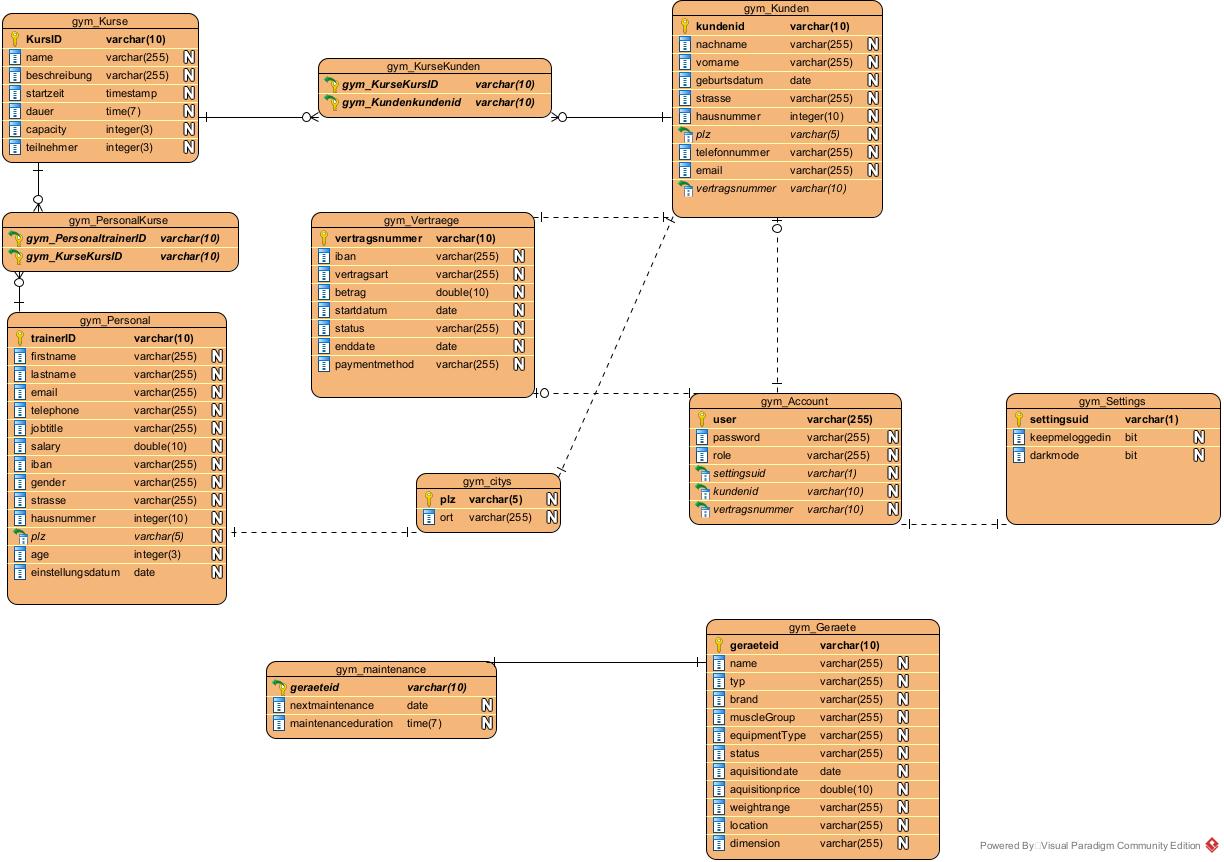 gym_Kurse
KursID varchar(10)
name varchar(255) N
beschreibung varchar(255) N
startzeit timestamp N
dauer time(7) N
capacity integer(3) N
teilnehmer integer(3) N
gym_KurseKunden
gym_KurseKursID varchar(10)
gym_Kundenkundenid varchar(10)
gym_Kunden
kundenid varchar(10)
nachname varchar(255) N
vorname varchar(255) N
geburtsdatum date N
strasse varchar(255) N
hausnummer integer(10) N
plz varchar(5) N
telefonnummer varchar(255) N
email varchar(255) N
vertragsnummer varchar(10)
gym_PersonalKurse
gym_PersonaltrainerID varchar(10)
gym_KurseKursID varchar(10)
gym_Vertraege
vertragsnummer varchar(10)
iban varchar(255) N
vertragsart varchar(255) N
betrag double(10) N
startdatum date N
status varchar(255) N
enddate date N
paymentmethod varchar(255) N
gym_Personal
trainerID varchar(10)
firstname varchar(255) N
lastname varchar(255) N
email varchar(255) N
telephone varchar(255) N
jobtitle varchar(255) N
salary double(10) N
iban varchar(255) N
gender varchar(255) N
strasse varchar(255) N
hausnummer integer(10) N
plz varchar(5) N
age integer(3) N
einstellungsdatum date N
gym_citys
plz varchar(5) N
ort varchar(255) N
gym_Account
user varchar(255)
password varchar(255) N
role varchar(255) N
settingsuid varchar(1) N
kundenid varchar(10) N
vertragsnummer varchar(10) N
gym_Settings
settingsuid varchar(1)
keepmeloggedin bit N
darkmode bit N
gym_maintenance
geraeteid varchar(10)
nextmaintenance date N
maintenanceduration time(7) N
gym_Geraete
geraeteid varchar(10)
name varchar(255) N
typ varchar(255) N
brand varchar(255) N
muscleGroup varchar(255) N
equipmentType varchar(255) N
status varchar(255) N
aquisitiondate date N
aquisitionprice double(10) N
weightrange varchar(255) N
location varchar(255) N
dimension varchar(255) N
Powered By Visual Paradigm Community Edition